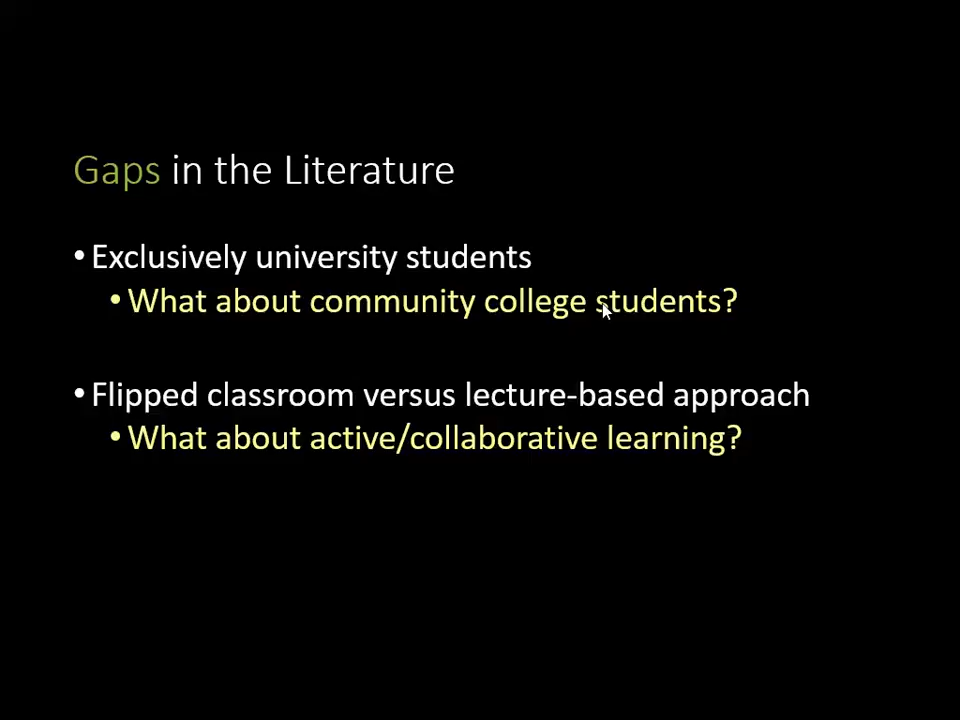 Gaps in the Literature
•Exclusively university students
•What about community college students?
•Flipped classroom versus lecture-based approach
•What about active/collaborative learning?